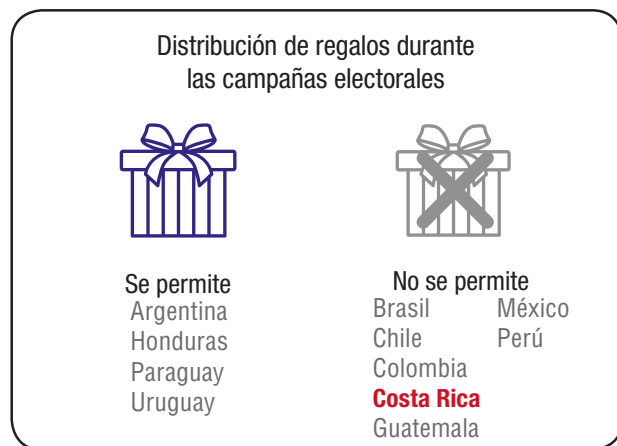 Distribución de regalos durante
las campañas electorales
Se permite
Argentina
Honduras
Paraguay
Uruguay
No se permite
Brasil
Chile
Colombia
Costa Rica
Guatemala
México
Perú